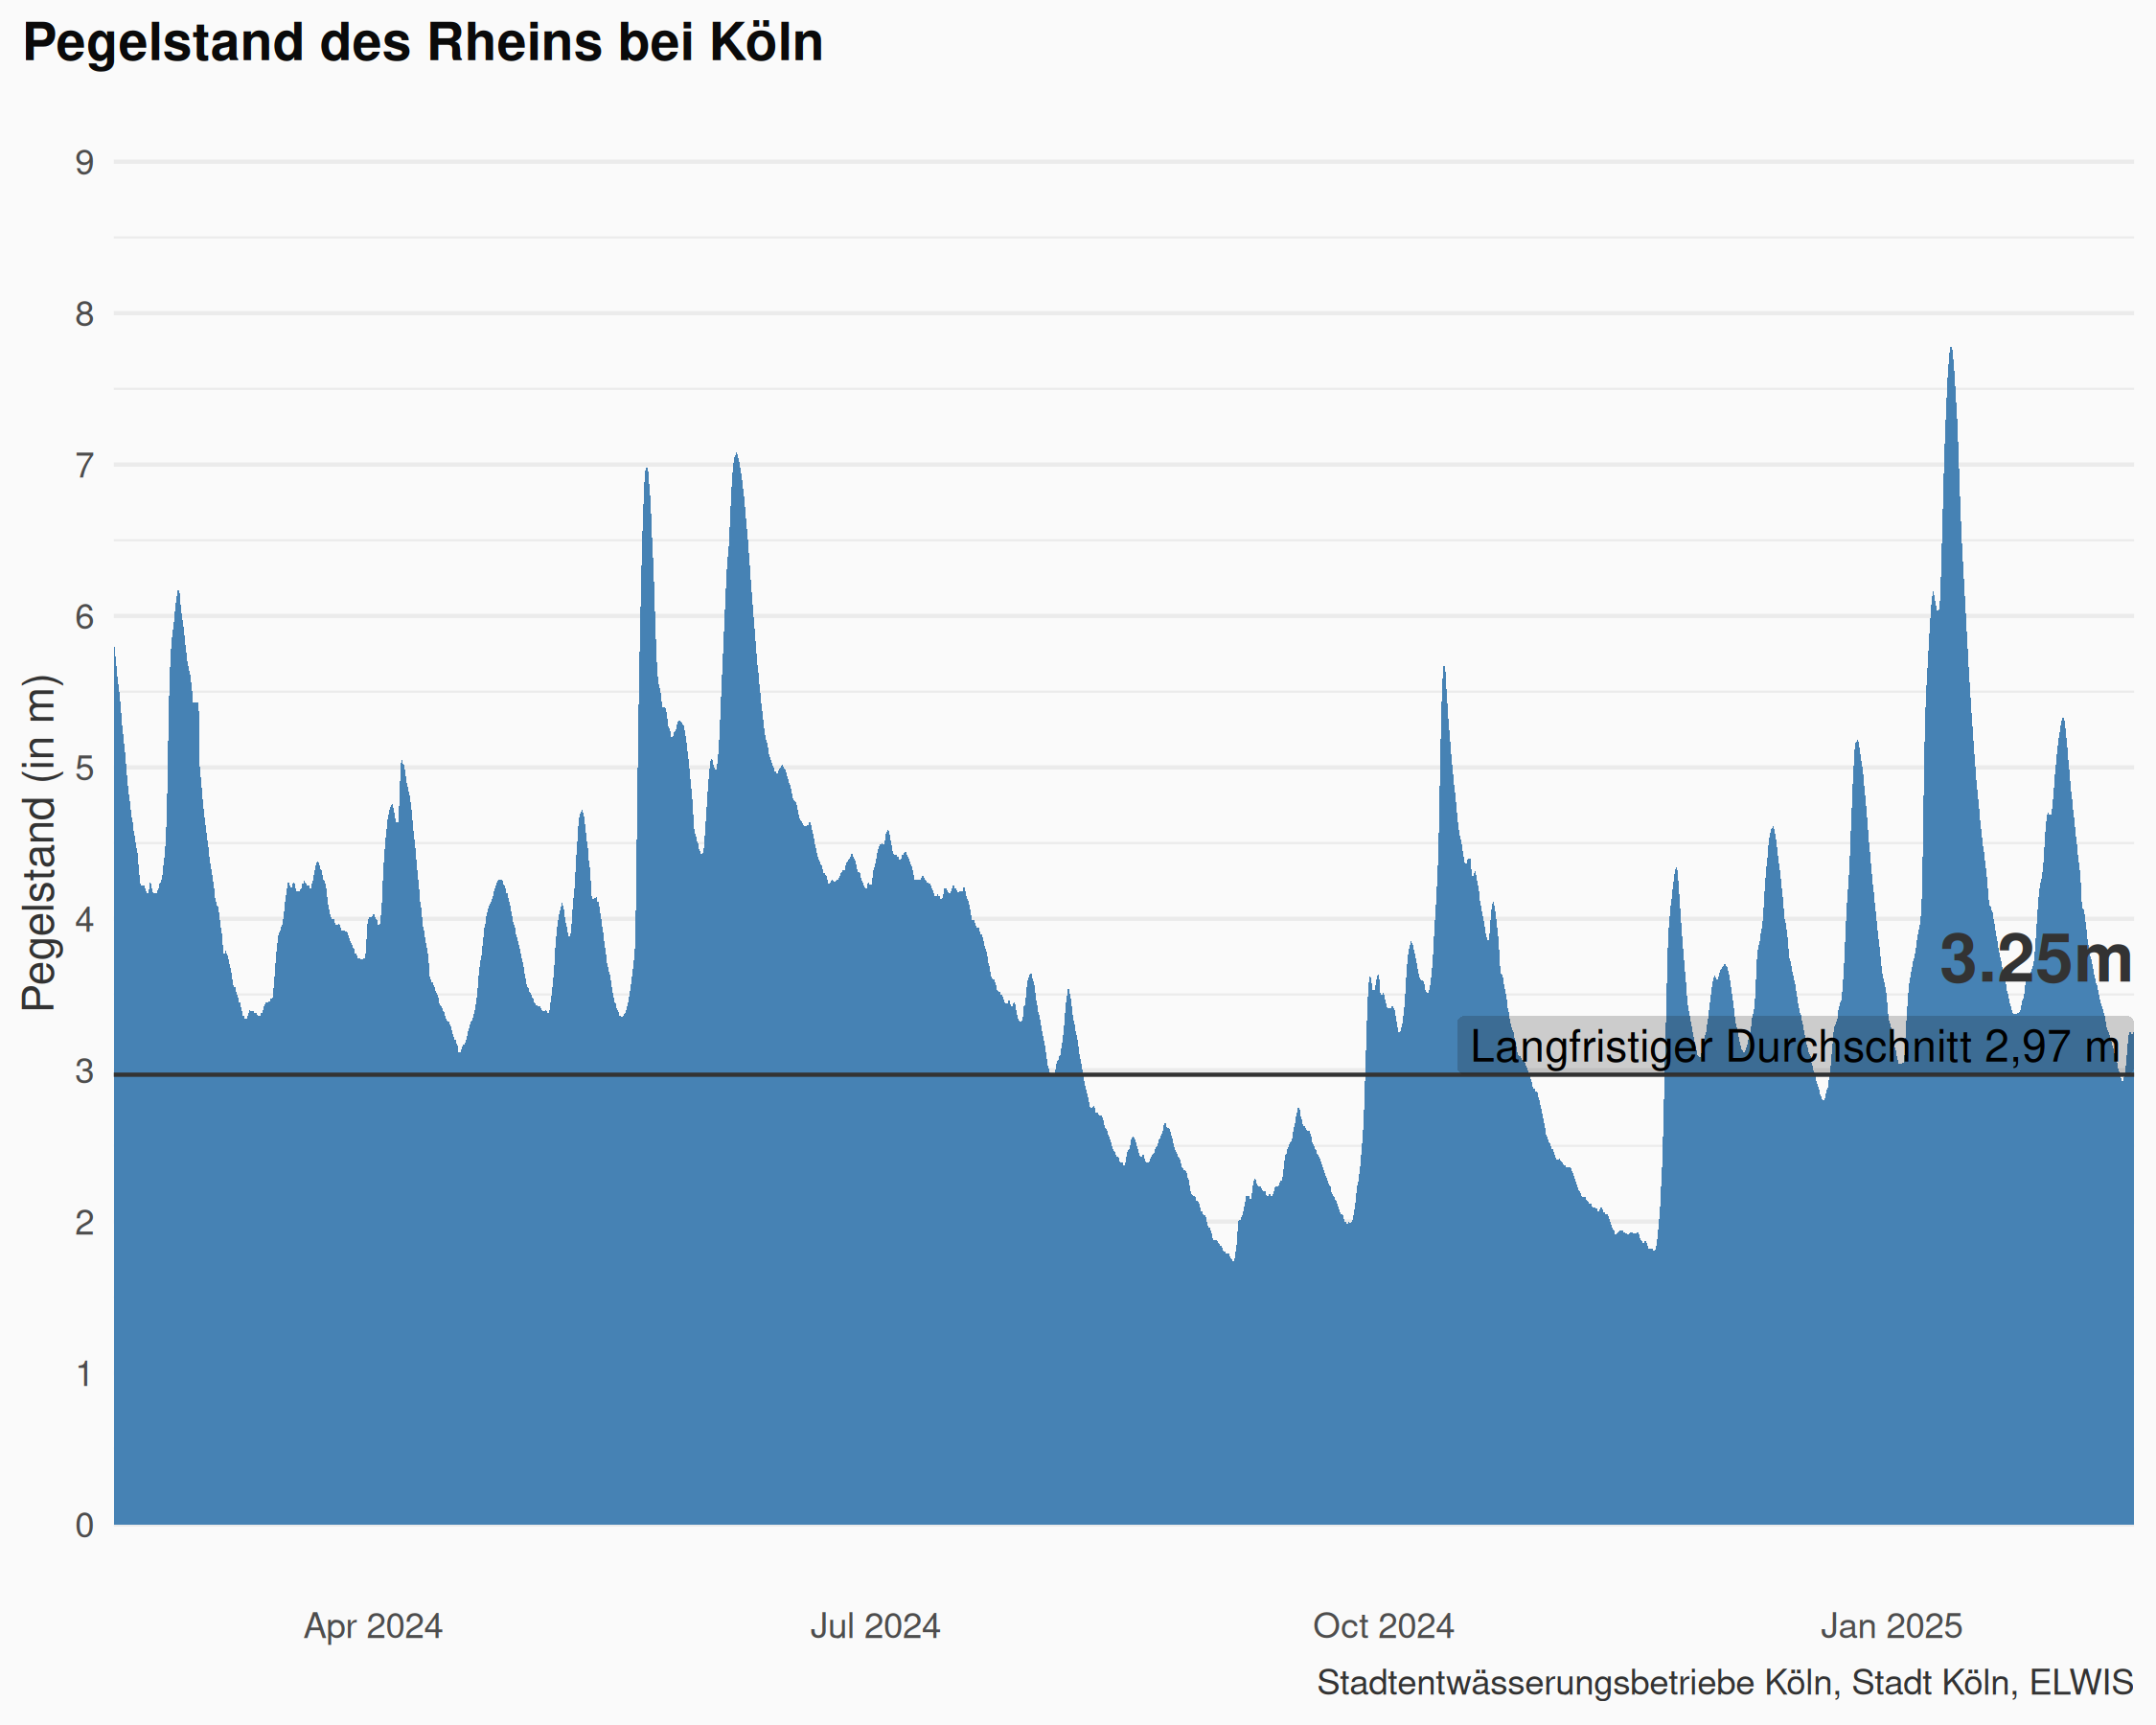 Pegelstand des Rheins bei Köln
Pegelstand (in m)
9
8
7
6
5
4
3
2
1
0
3.25m
Langfristiger Durchschnitt 2,97 m
Apr 2024
Jul 2024
Oct 2024
Jan 2025
Stadtentwässerungsbetriebe Köln, Stadt Köln, ELWIS